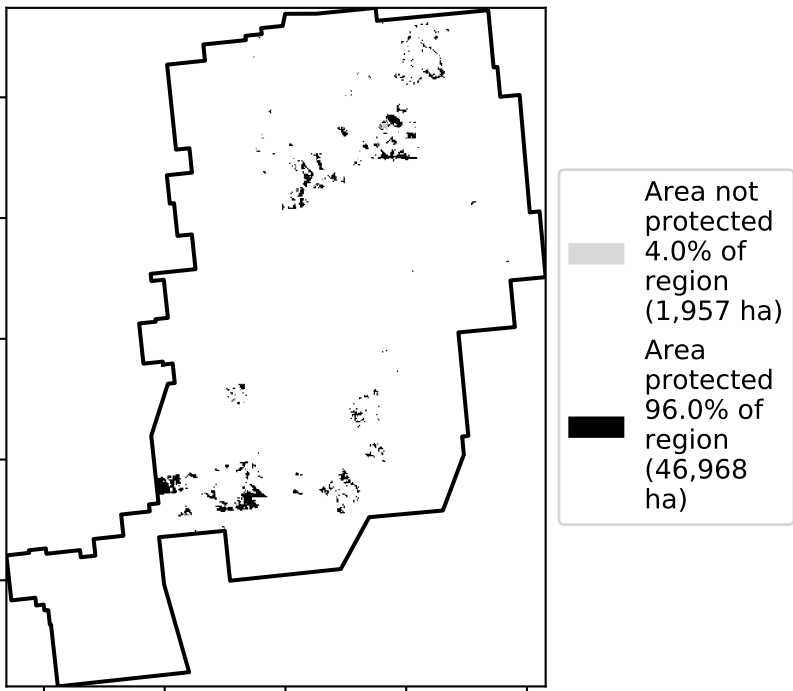 Area not
protected
4.0% of
region
(1,957 ha)
Area
protected
96.0% of
region
(46,968
ha)